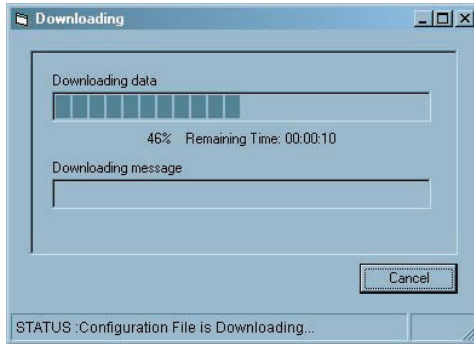 Downloading
Downloading data
46% Remaining Time: 00:00:10
Downloading message
Cancel
STATUS :Configuration File is Downloading...